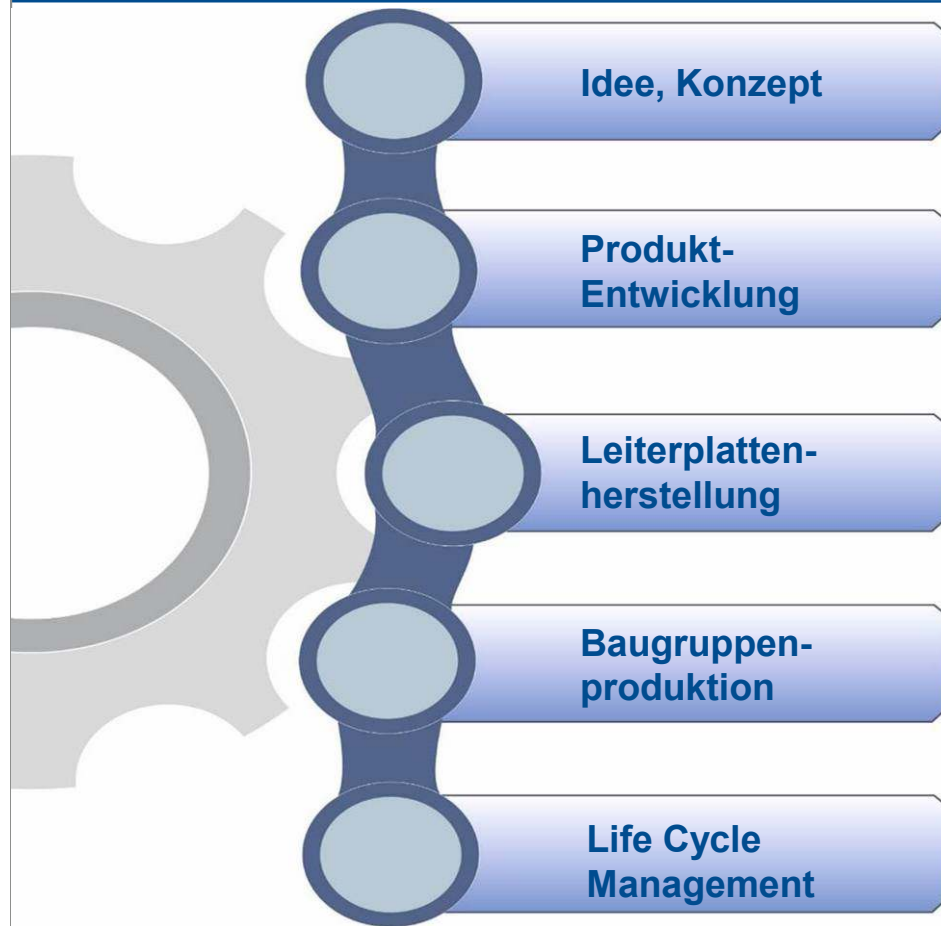 Idee, Konzept
Produkt-
Entwicklung
Leiterplatten-
herstellung
Baugruppen-
produktion
Life Cycle
Management